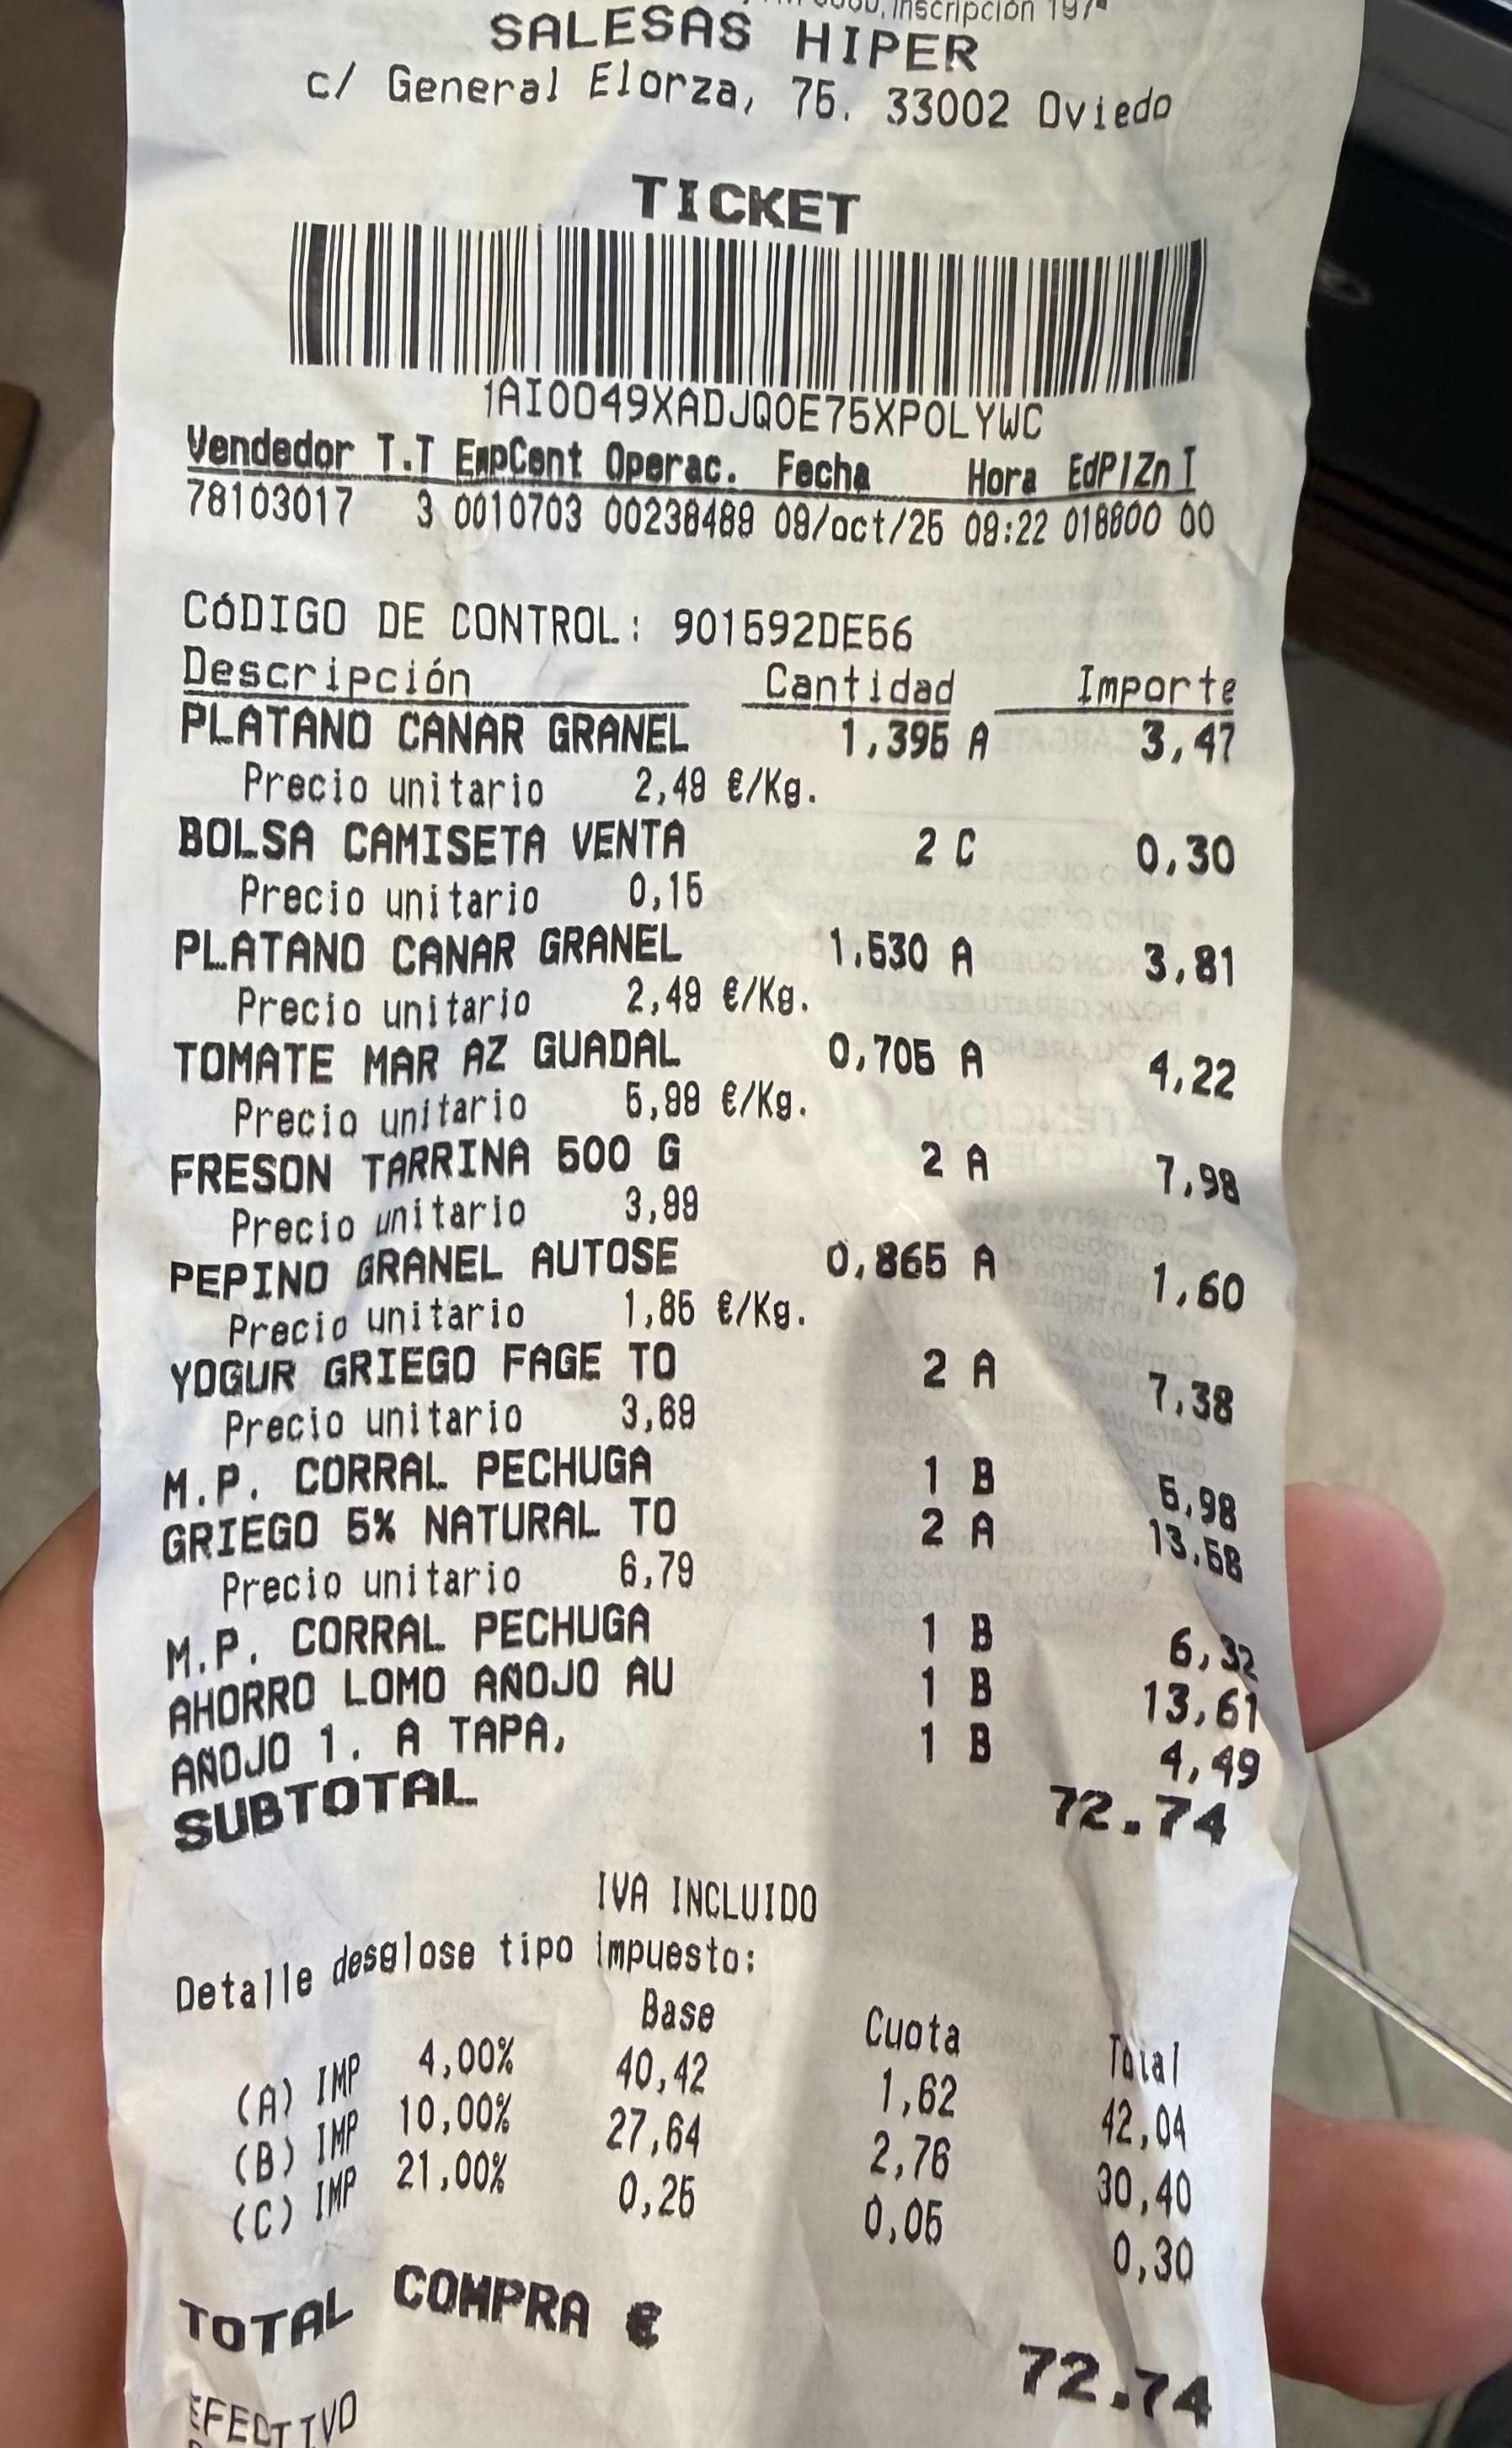 Inscripción 197ª
SALESAS HIPER
c/ General Elorza, 75. 33002 Oviedo
TICKET
1AI0049XADJQOE75XPOLYWC
Vendedor T.T EmpCent Operac. Fecha Hora EdPlZn T
78103017 3 0010703 00238489 09/oct/25 09:22 018800 00
CÓDIGO DE CONTROL: 901592DE56
Descripción Cantidad Importe
PLATANO CANAR GRANEL 1,395 A 3,47
Precio unitario 2,49 €/Kg.
BOLSA CAMISETA VENTA 2 C 0,30
Precio unitario 0,15
PLATANO CANAR GRANEL 1,530 A 3,81
Precio unitario 2,49 €/Kg.
TOMATE MAR AZ GUADAL 0,705 A 4,22
Precio unitario 5,99 €/Kg.
FRESON TARRINA 500 G 2 A 7,98
Precio unitario 3,99
PEPINO GRANEL AUTOSE 0,865 A 1,60
Precio unitario 1,85 €/Kg.
YOGUR GRIEGO FAGE TO 2 A 7,38
Precio unitario 3,69
M.P. CORRAL PECHUGA 1 B 5,98
GRIEGO 5% NATURAL TO 2 A 13,58
Precio unitario 6,79
M.P. CORRAL PECHUGA 1 B 6,32
AHORRO LOMO AÑOJO AU 1 B 13,61
AÑOJO 1. A TAPA, 1 B 4,49
SUBTOTAL 72.74
IVA INCLUIDO
Detalle desglose tipo impuesto:
Base Cuota Total
(A) IMP 4,00% 40,42 1,62 42,04
(B) IMP 10,00% 27,64 2,76 30,40
(C) IMP 21,00% 0,25 0,05 0,30
TOTAL COMPRA € 72.74
EFECTIVO